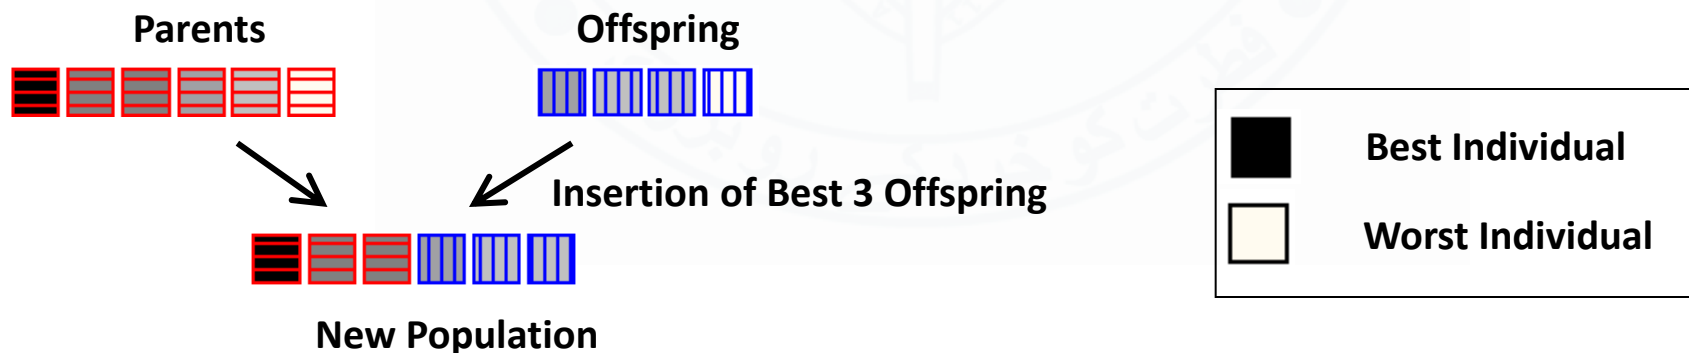 Parents
Offspring
Insertion of Best 3 Offspring
New Population
Best Individual
Worst Individual